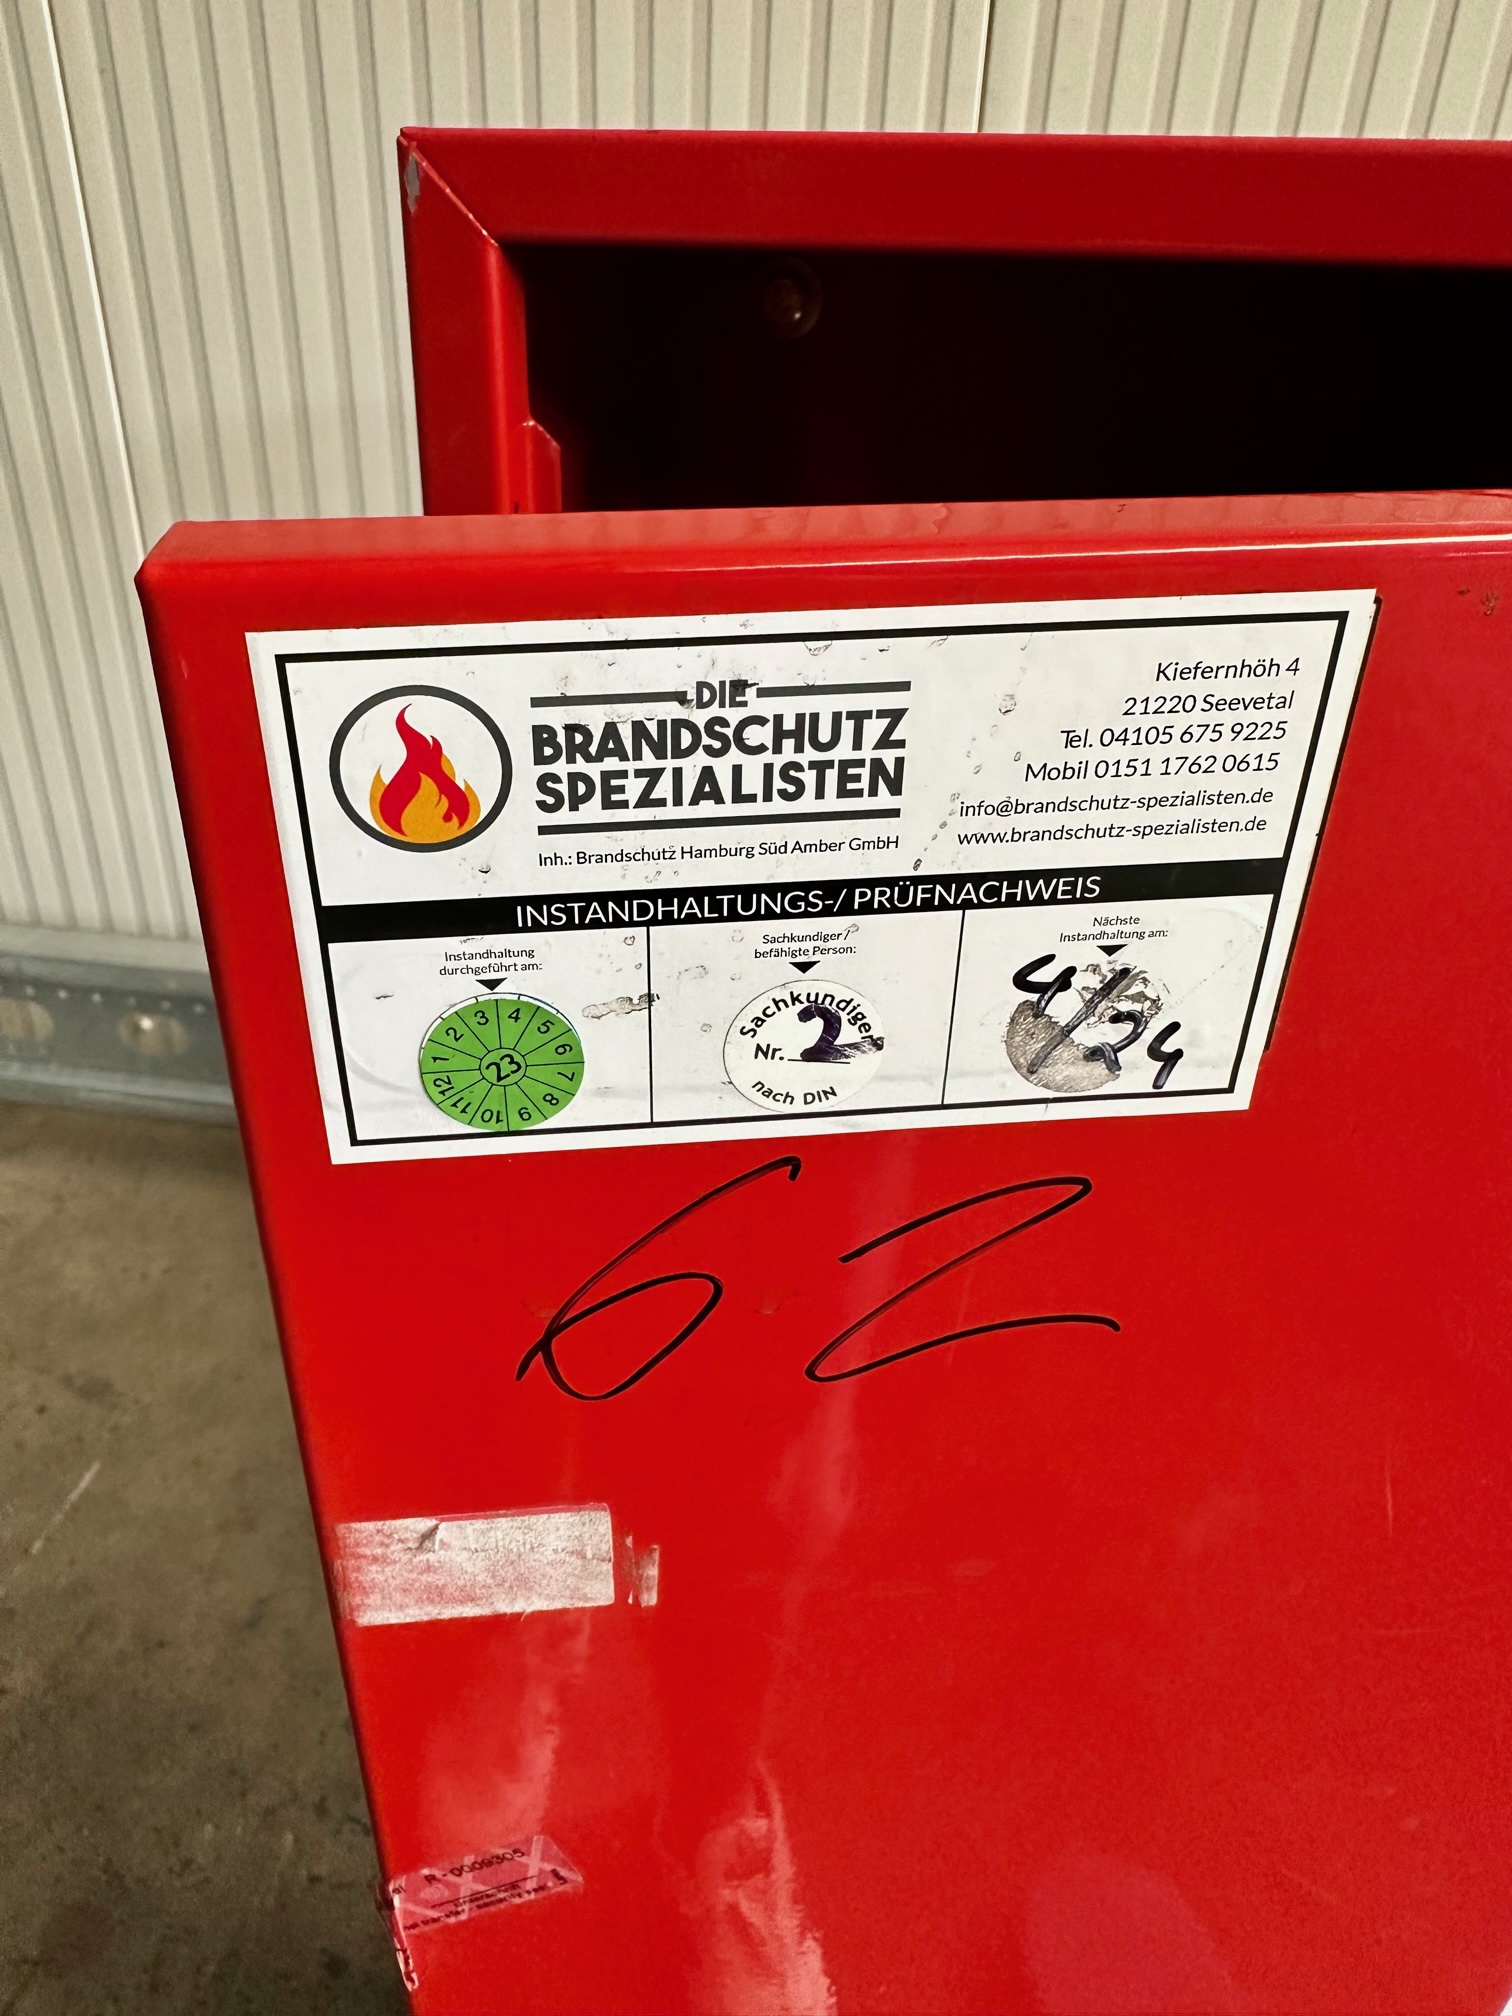 DIE
BRANDSCHUTZ
SPEZIALISTEN
Inh.: Brandschutz Hamburg Süd Amber GmbH
Kiefernhöh 4
21220 Seevetal
Tel. 04105 675 9225
Mobil 0151 1762 0615
info@brandschutz-spezialisten.de
www.brandschutz-spezialisten.de
INSTANDHALTUNGS-/ PRÜFNACHWEIS
Instandhaltung
durchgeführt am:
1 2 3 4 5 6 7 8 9 10 11 12
23
Sachkundiger /
befähigte Person:
Sachkundiger
Nr. 2
nach DIN
Nächste
Instandhaltung am:
4/24
62
R - 0009305